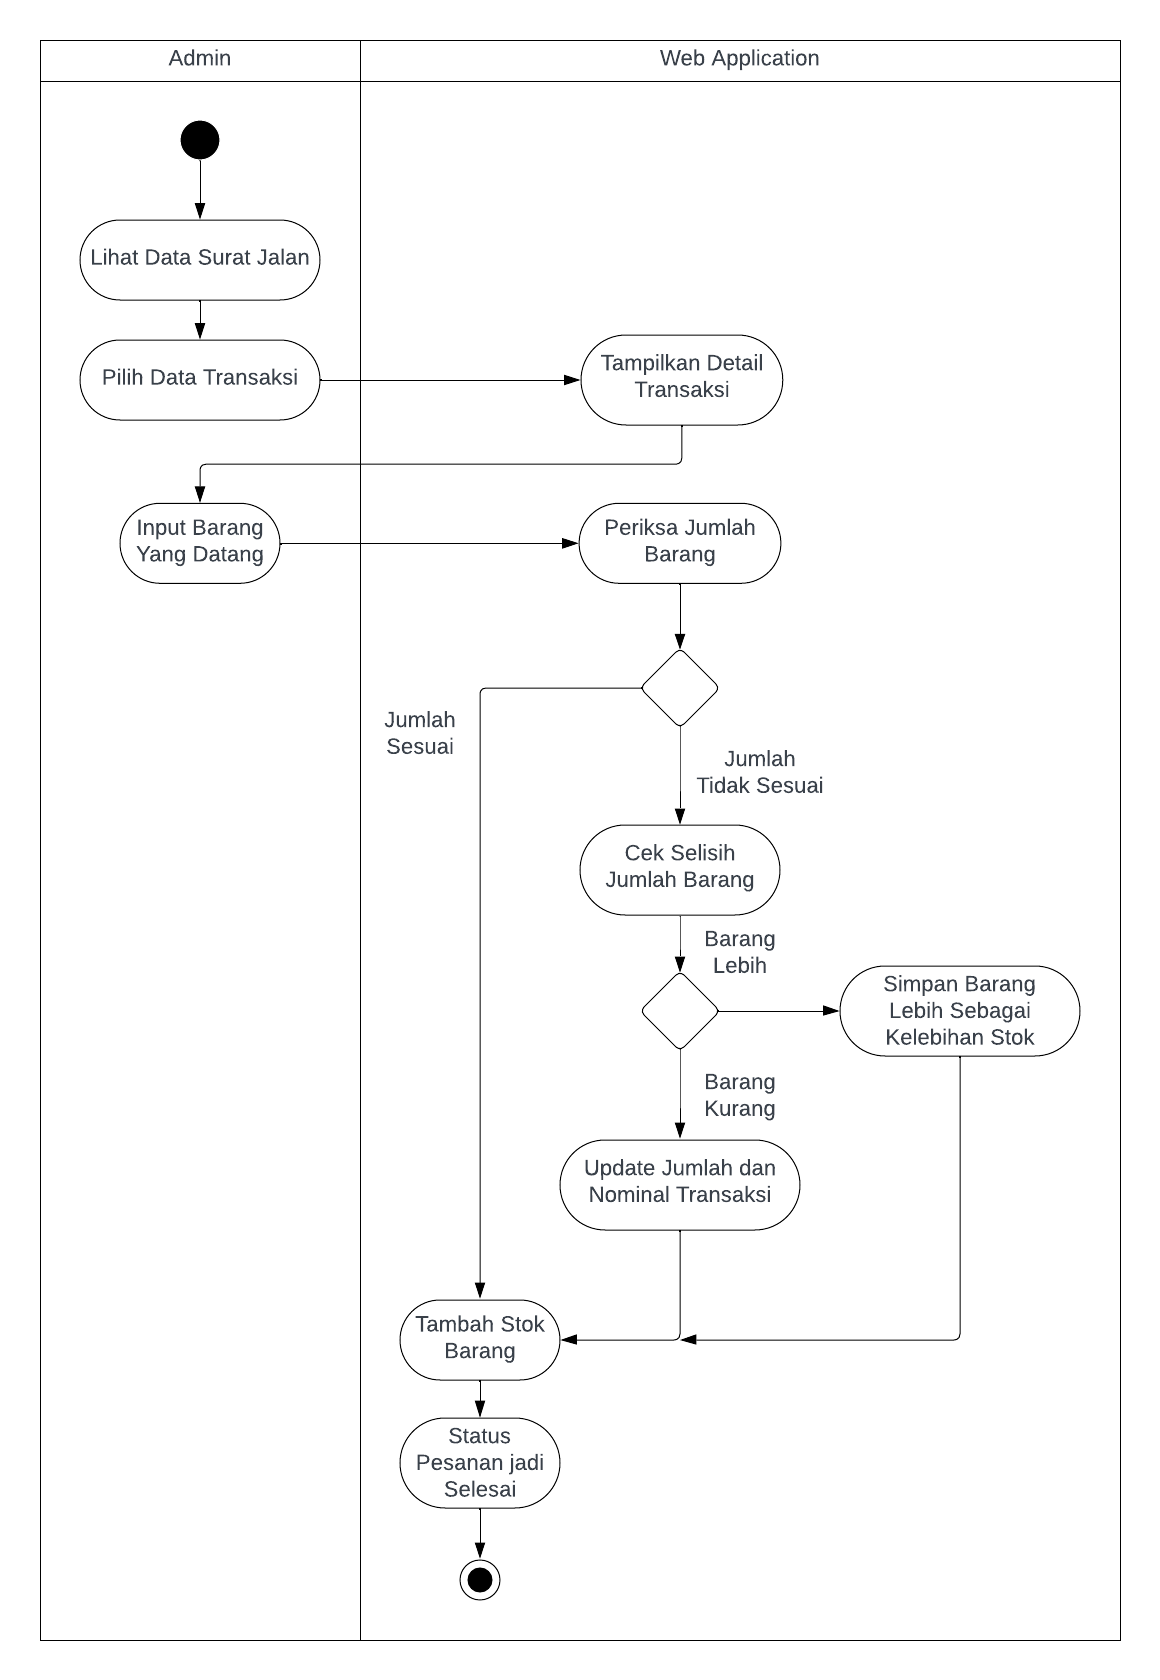 Admin
Web Application
Lihat Data Surat Jalan
Pilih Data Transaksi
Tampilkan Detail
Transaksi
Input Barang
Yang Datang
Periksa Jumlah
Barang
Jumlah
Sesuai
Jumlah
Tidak Sesuai
Cek Selisih
Jumlah Barang
Barang
Lebih
Simpan Barang
Lebih Sebagai
Kelebihan Stok
Barang
Kurang
Update Jumlah dan
Nominal Transaksi
Tambah Stok
Barang
Status
Pesanan jadi
Selesai